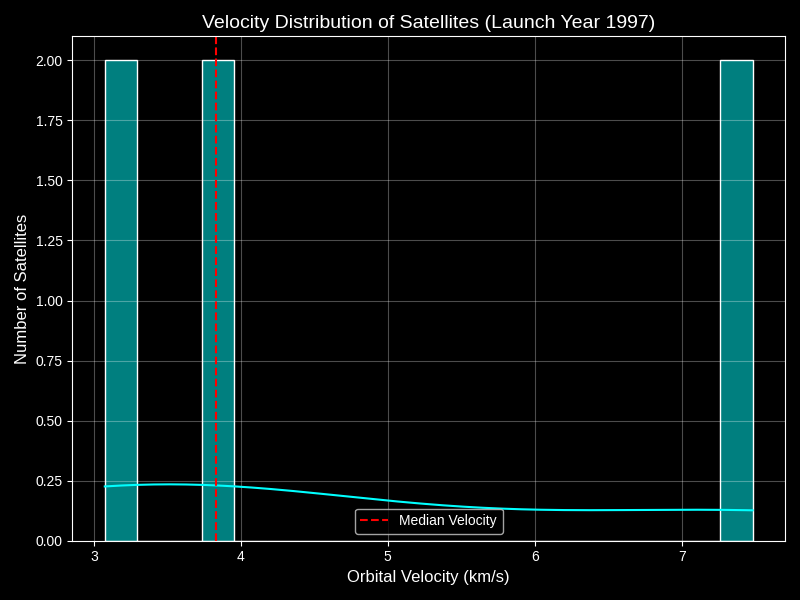 Velocity Distribution of Satellites (Launch Year 1997)
Number of Satellites
2.00
1.75
1.50
1.25
1.00
0.75
0.50
0.25
0.00
Median Velocity
3 4 5 6 7
Orbital Velocity (km/s)